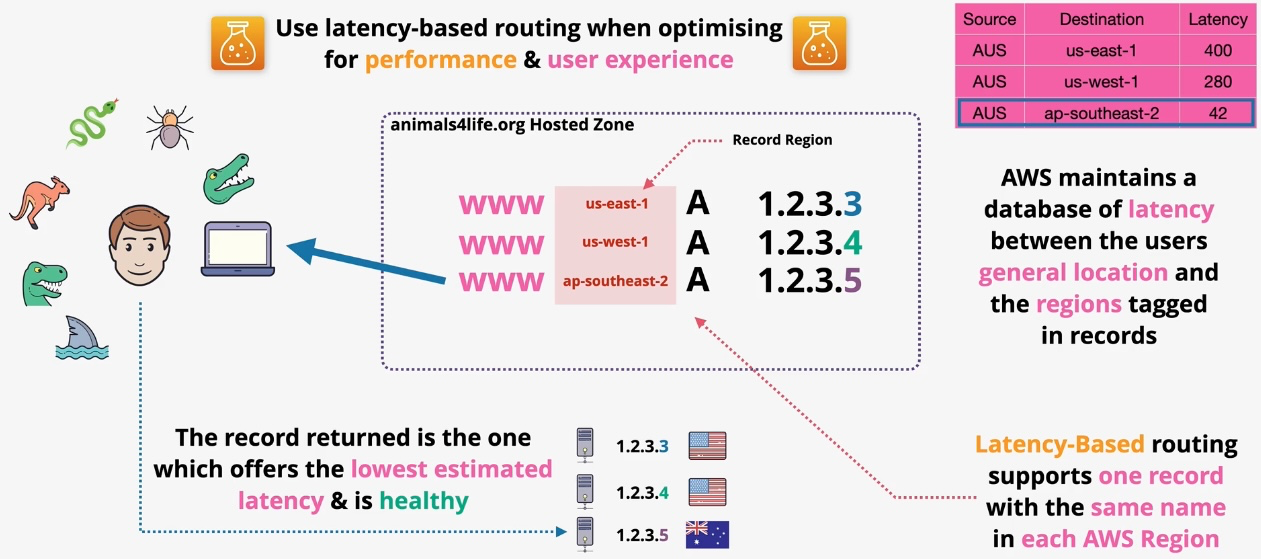 Use latency-based routing when optimising
for performance & user experience
Source Destination Latency
AUS us-east-1 400
AUS us-west-1 280
AUS ap-southeast-2 42
animals4life.org Hosted Zone
Record Region
www us-east-1 A 1.2.3.3
www us-west-1 A 1.2.3.4
www ap-southeast-2 A 1.2.3.5
AWS maintains a
database of latency
between the users
general location and
the regions tagged
in records
The record returned is the one
which offers the lowest estimated
latency & is healthy
1.2.3.3
1.2.3.4
1.2.3.5
Latency-Based routing
supports one record
with the same name
in each AWS Region